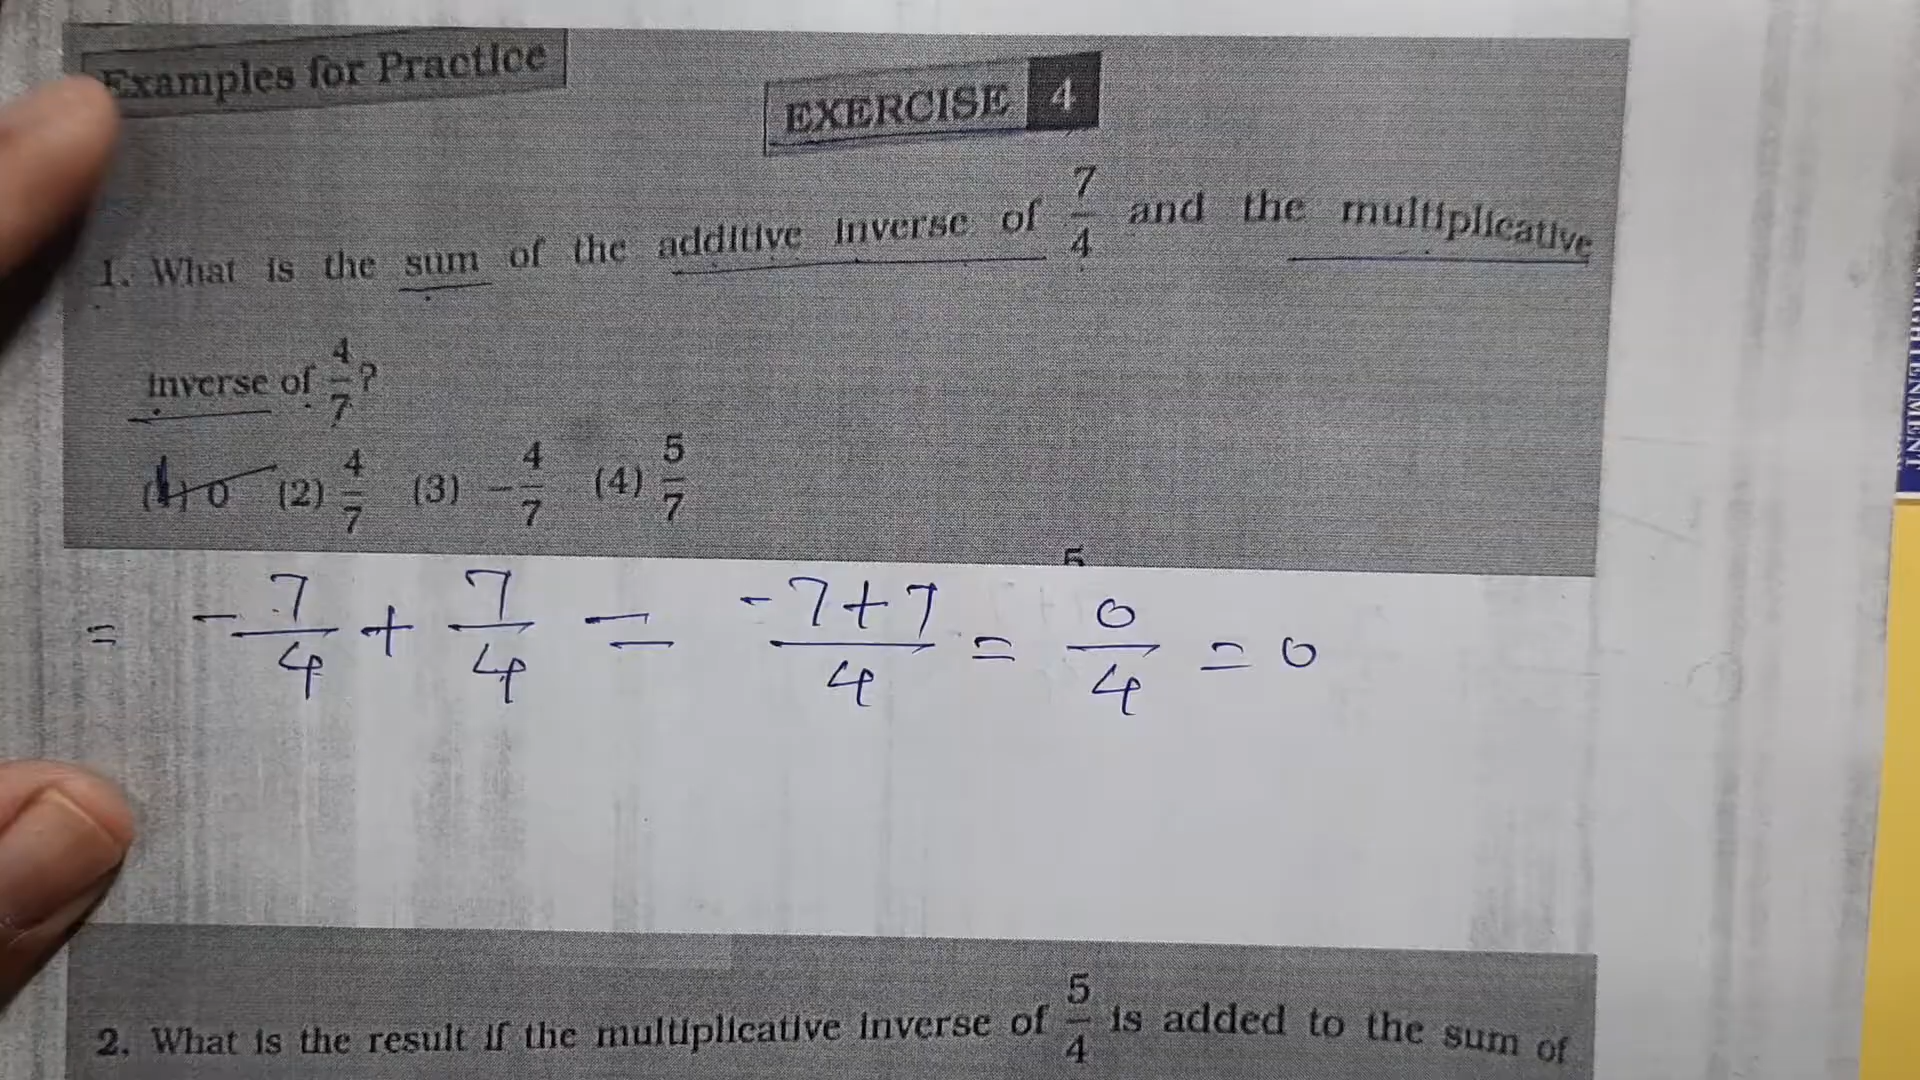 Examples for Practice
EXERCISE 4
1. What is the sum of the additive inverse of 7/4 and the multiplicative
inverse of 4/7?
(1) 0 (2) 4/7 (3) -4/7 (4) 5/7
= -7/4 + 7/4 = -7+7/4 = 0/4 = 0
2. What is the result if the multiplicative inverse of 5/4 is added to the sum of